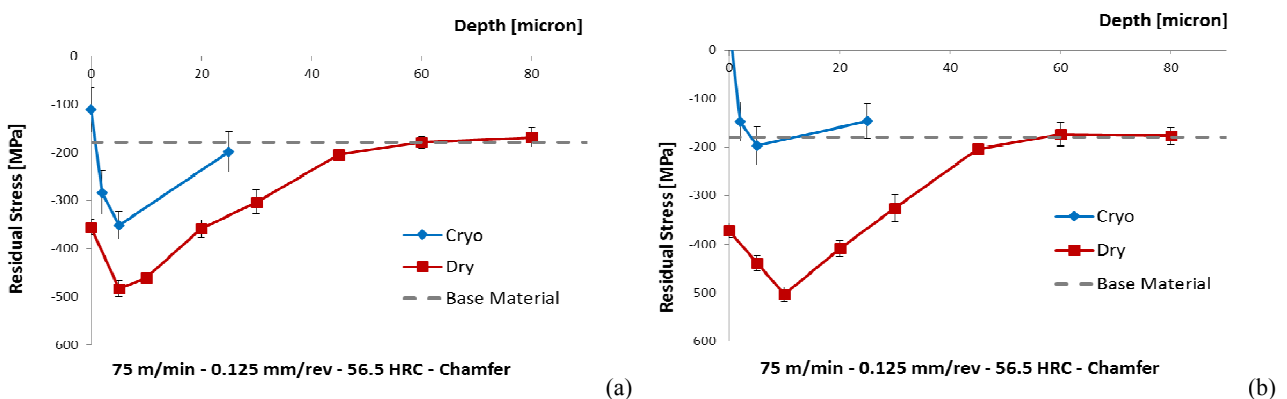 Depth [micron]
0
0 20 40 60 80
-100
-200
-300
-400
-500
600
Residual Stress [MPa]
Cryo
Dry
Base Material
75 m/min - 0.125 mm/rev - 56.5 HRC - Chamfer
(a)
Depth [micron]
0
0 20 40 60 80
-100
-200
-300
-400
500
600
Residual Stress [MPa]
Cryo
Dry
Base Material
75 m/min - 0.125 mm/rev - 56.5 HRC - Chamfer
(b)